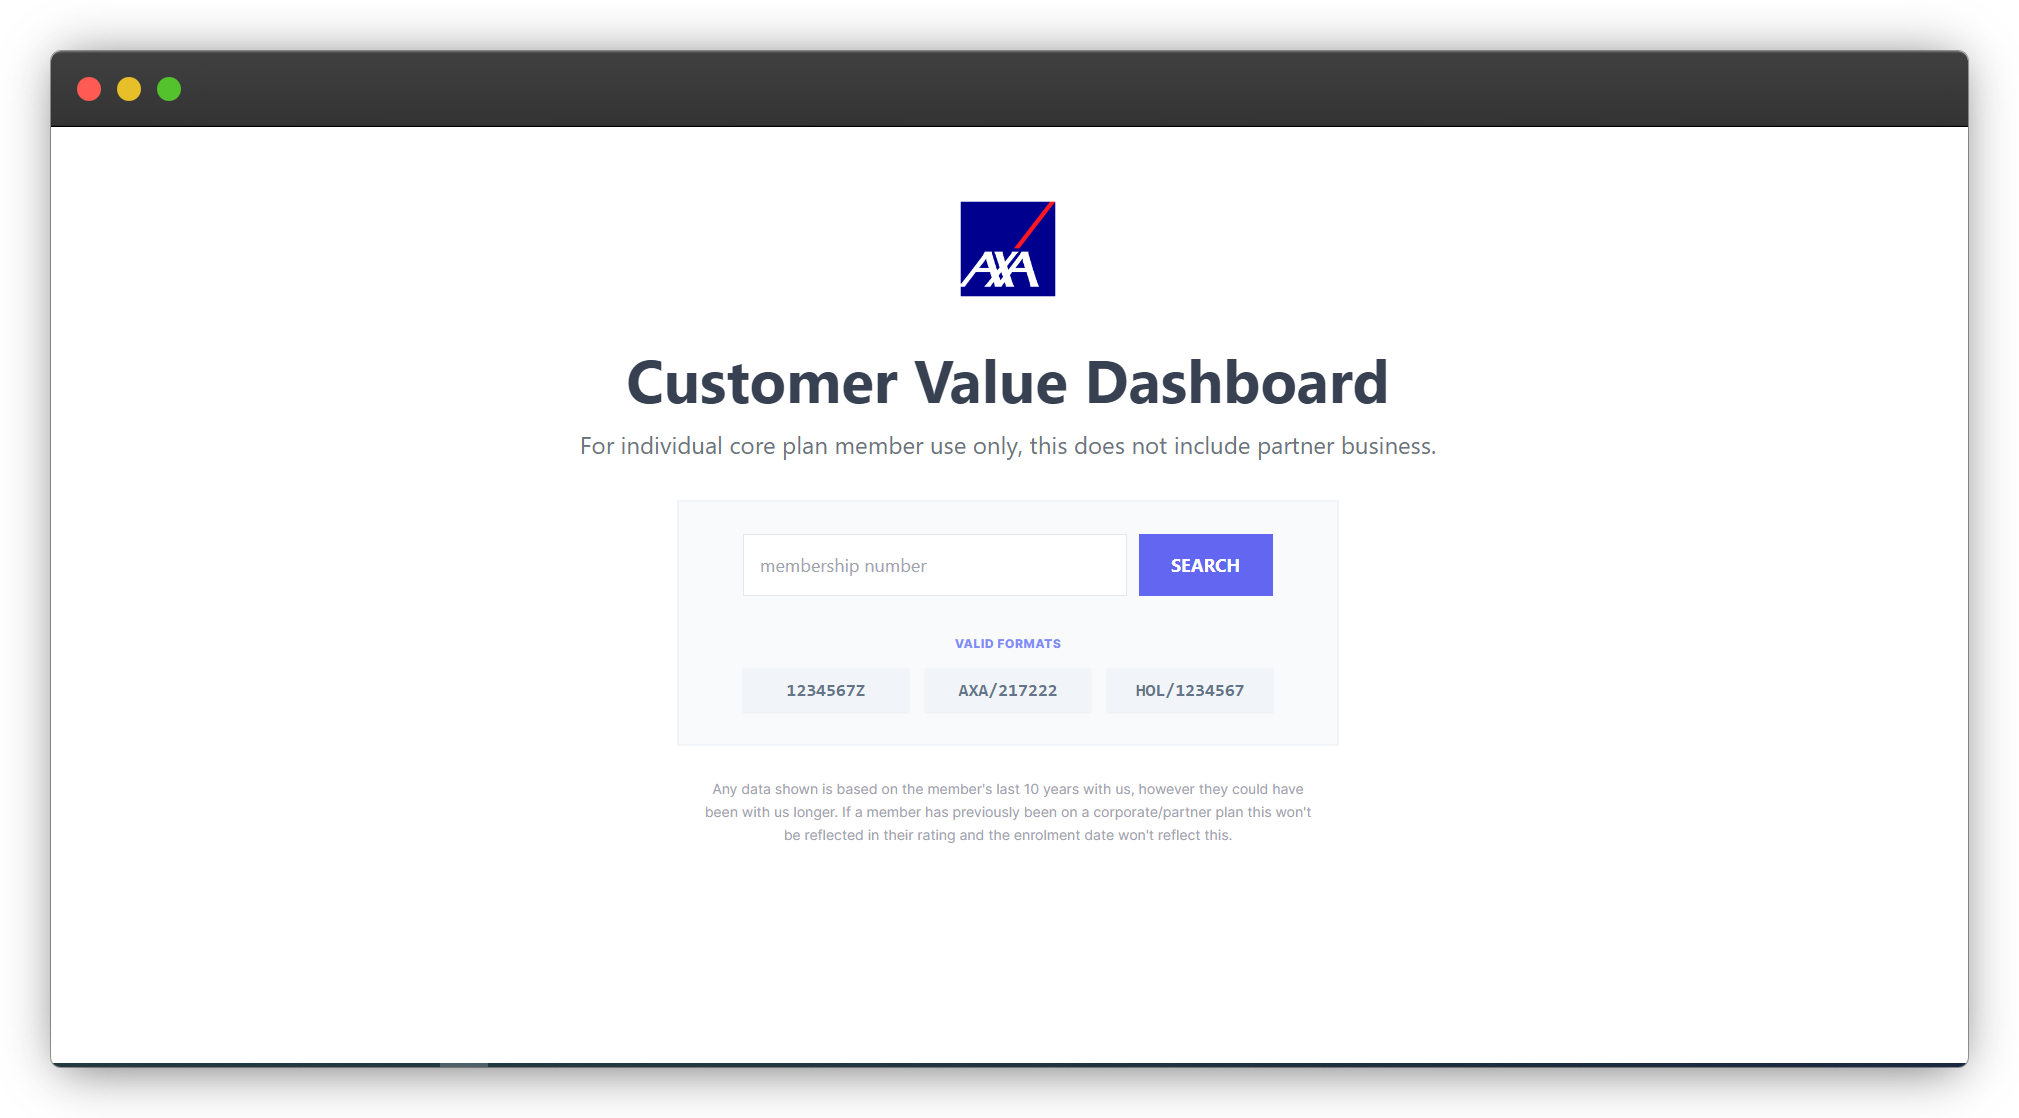 AXA
Customer Value Dashboard
For individual core plan member use only, this does not include partner business.
membership number
SEARCH
VALID FORMATS
1234567Z
AXA/217222
HOL/1234567
Any data shown is based on the member's last 10 years with us, however they could have
been with us longer. If a member has previously been on a corporate/partner plan this won't
be reflected in their rating and the enrolment date won't reflect this.